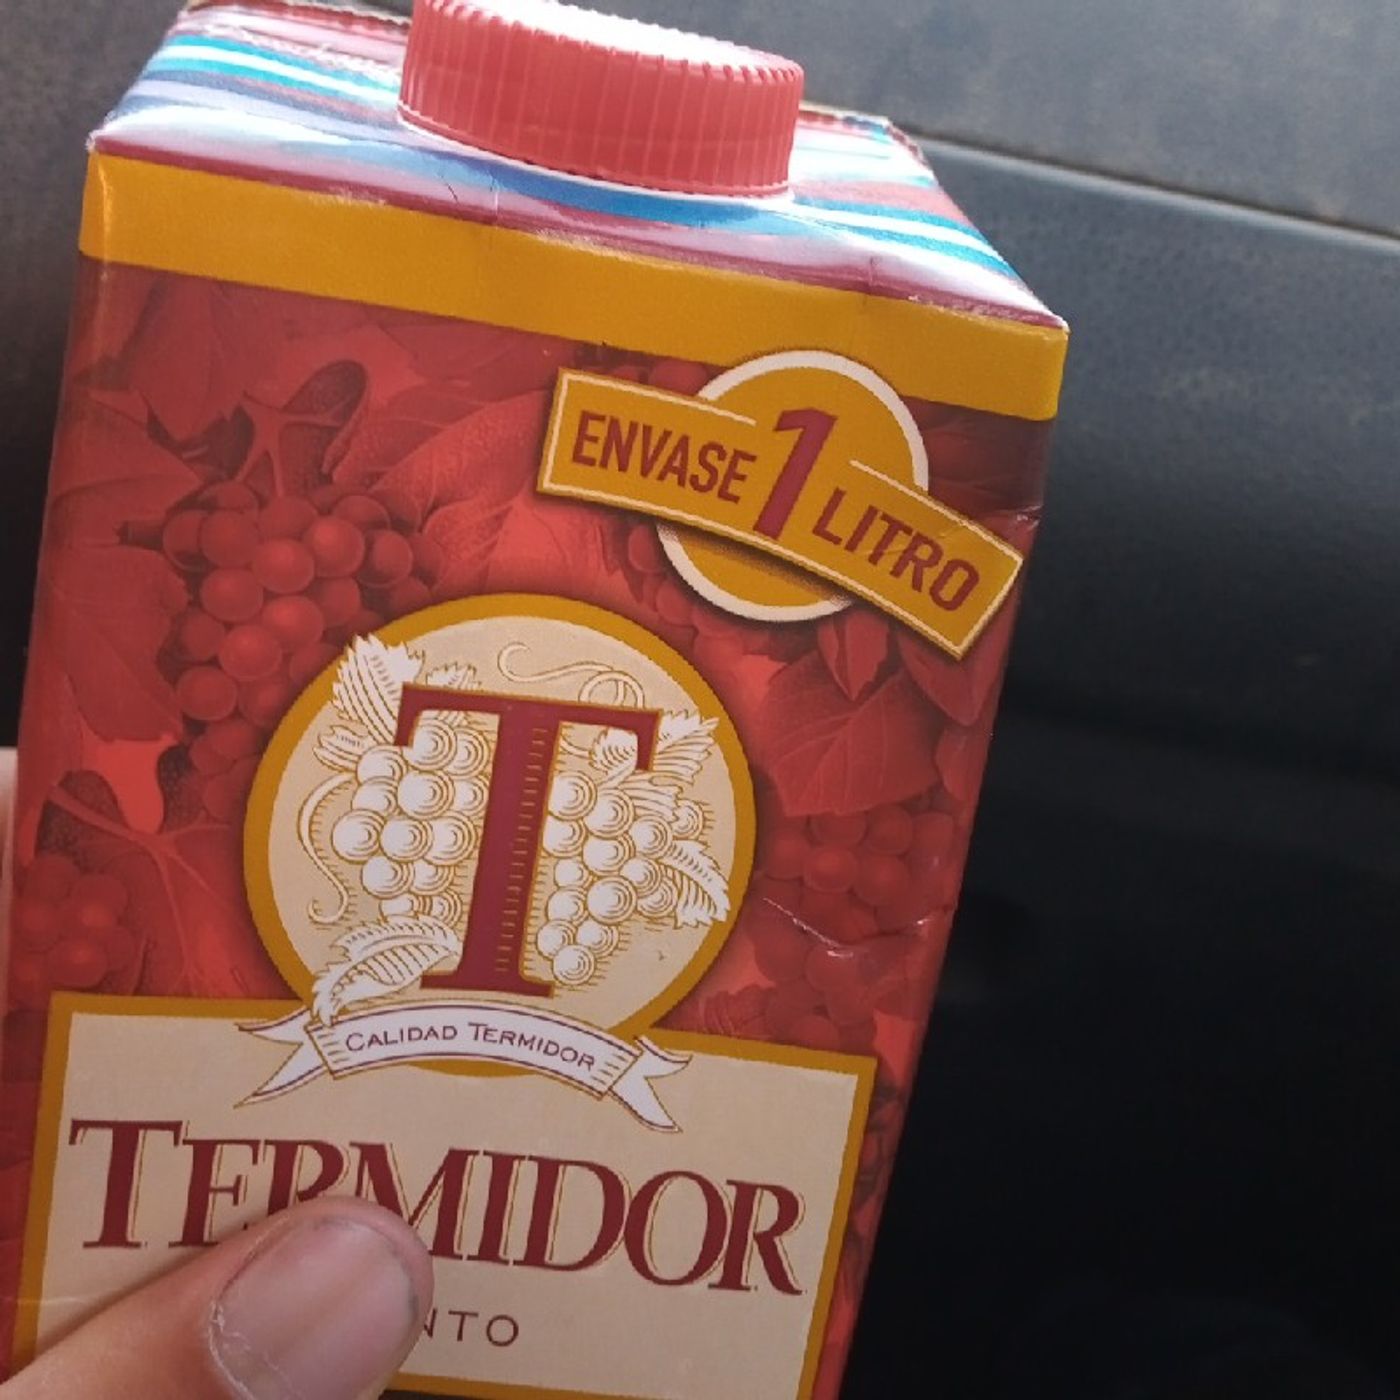 ENVASE 1 LITRO
T
CALIDAD TERMIDOR
TERMIDOR